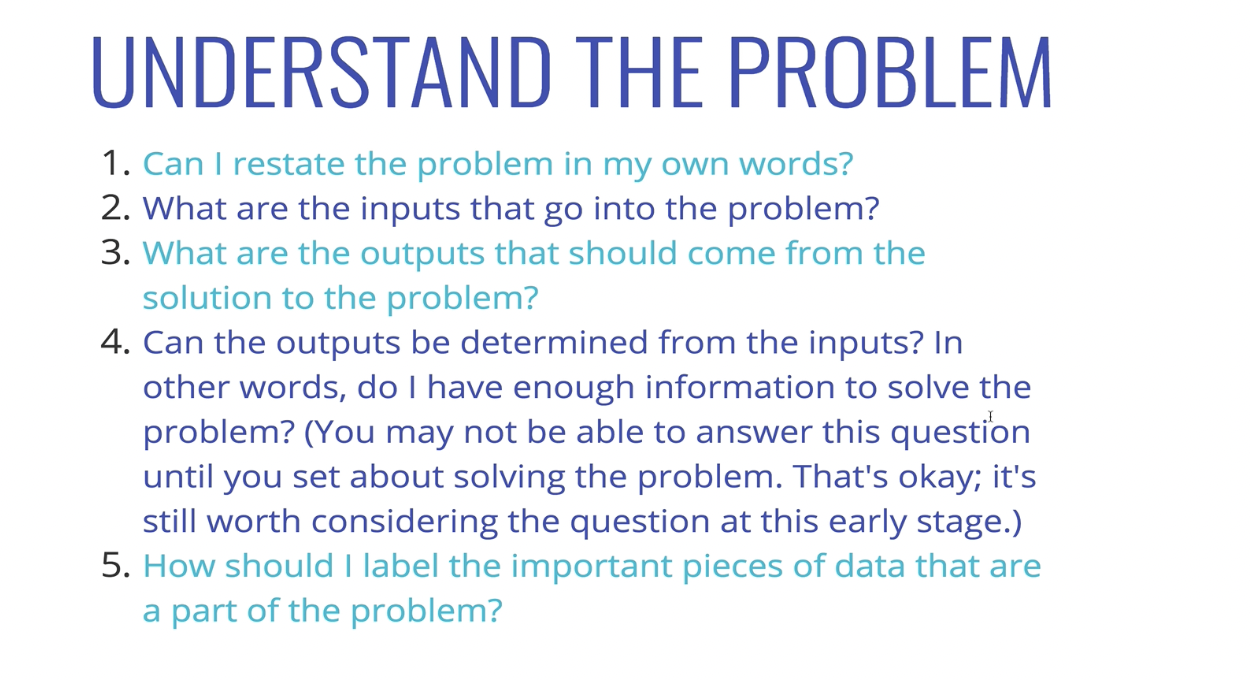 UNDERSTAND THE PROBLEM
1. Can I restate the problem in my own words?
2. What are the inputs that go into the problem?
3. What are the outputs that should come from the
solution to the problem?
4. Can the outputs be determined from the inputs? In
other words, do I have enough information to solve the
problem? (You may not be able to answer this question
until you set about solving the problem. That's okay; it's
still worth considering the question at this early stage.)
5. How should I label the important pieces of data that are
a part of the problem?